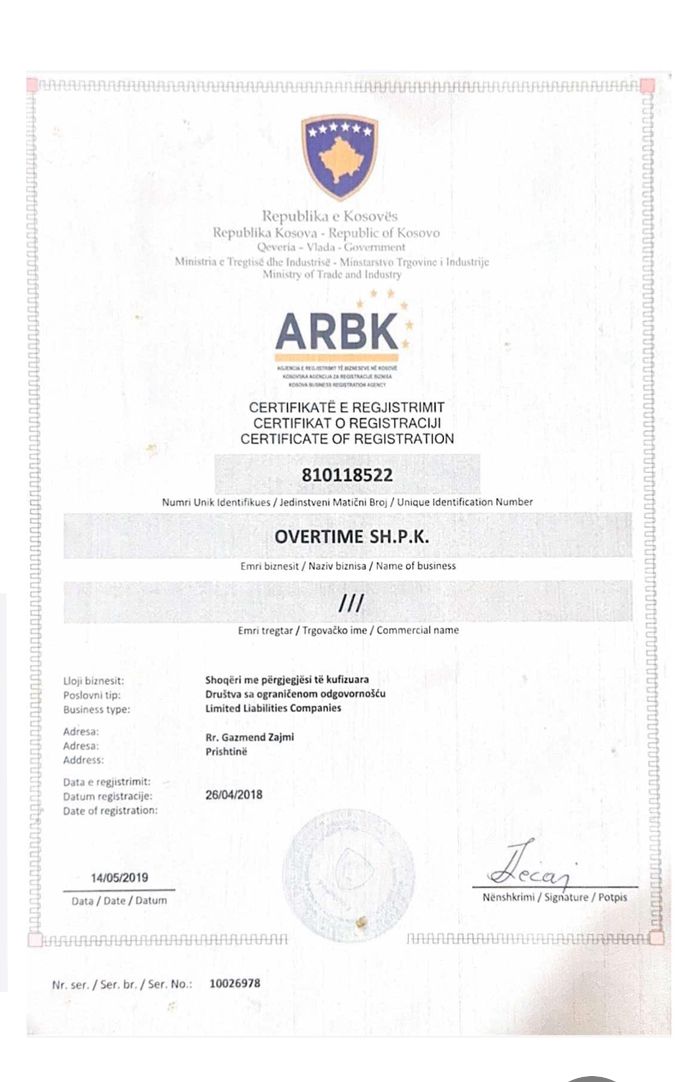 Republika e Kosovës
Republika Kosova - Republic of Kosovo
Qeveria - Vlada - Government
Ministria e Tregtisë dhe Industrisë - Minstarstvo Trgovine i Industrije
Ministry of Trade and Industry
ARBK
AGJENCIA E REGJISTRIMIT TË BIZNESEVE NË KOSOVË
KOSOVSKA AGENCIJA ZA REGISTRACIJE BIZNISA
KOSOVA BUSINESS REGISTRATION AGENCY
CERTIFIKATË E REGJISTRIMIT
CERTIFIKAT O REGISTRACIJI
CERTIFICATE OF REGISTRATION
810118522
Numri Unik Identifikues / Jedinstveni Matični Broj / Unique Identification Number
OVERTIME SH.P.K.
Emri biznesit / Naziv biznisa / Name of business
///
Emri tregtar / Trgovačko ime / Commercial name
Lloji biznesit: Shoqëri me përgjegjësi të kufizuara
Poslovni tip: Društva sa ograničenom odgovornošću
Business type: Limited Liabilities Companies
Adresa: Rr. Gazmend Zajmi
Adresa: Prishtinë
Address:
Data e regjistrimit:
Datum registracije: 26/04/2018
Date of registration:
14/05/2019
Data / Date / Datum
Nënshkrimi / Signature / Potpis
Nr. ser. / Ser. br. / Ser. No.: 10026978